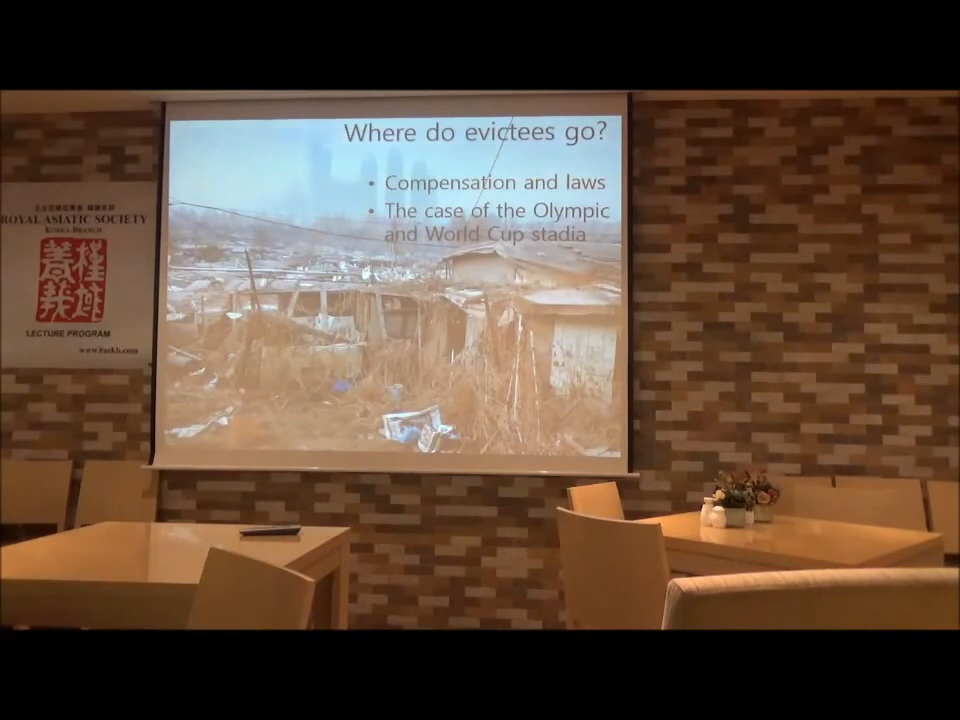 Where do evictees go?
• Compensation and laws
• The case of the Olympic
and World Cup stadia
ROYAL ASIATIC SOCIETY
KOREA BRANCH
LECTURE PROGRAM
www.raskb.com